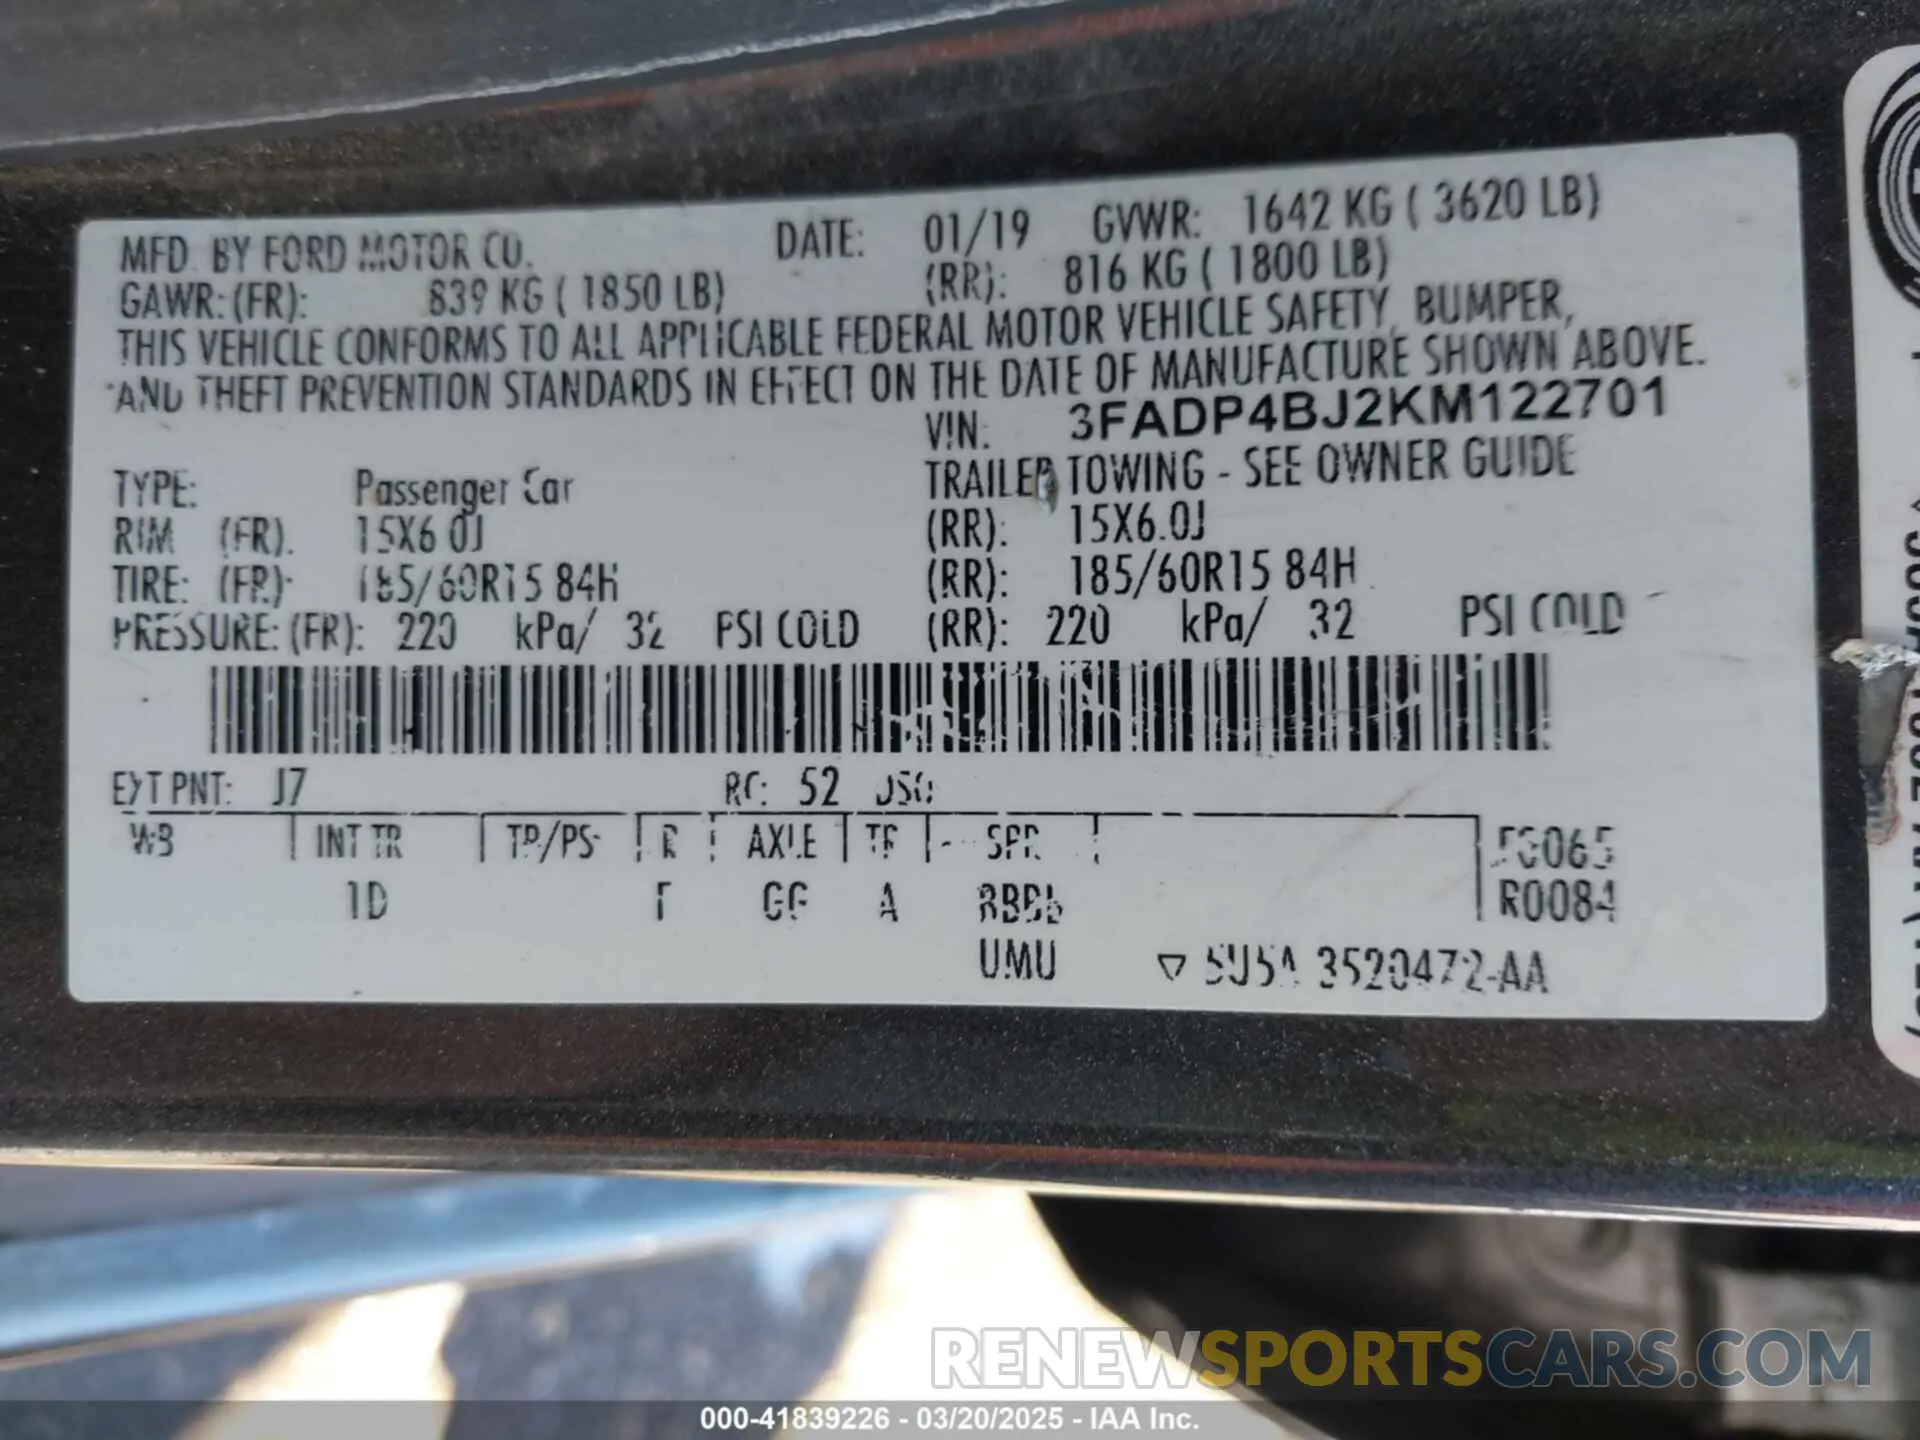 MFD. BY FORD MOTOR CO. DATE: 01/19 GVWR: 1642 KG ( 3620 LB)
GAWR: (FR): 839 KG ( 1850 LB) (RR): 816 KG ( 1800 LB)
THIS VEHICLE CONFORMS TO ALL APPLICABLE FEDERAL MOTOR VEHICLE SAFETY, BUMPER,
AND THEFT PREVENTION STANDARDS IN EFFECT ON THE DATE OF MANUFACTURE SHOWN ABOVE.
VIN: 3FADP4BJ2KM122701
TYPE: Passenger Car TRAILER TOWING - SEE OWNER GUIDE
RIM (FR): 15X6.0J (RR): 15X6.0J
TIRE: (FR): 185/60R15 84H (RR): 185/60R15 84H
PRESSURE: (FR): 220 kPa/ 32 PSI COLD (RR): 220 kPa/ 32 PSI COLD
EXT PNT: J7 RC: 52 DSO:
WB INT TR TP/PS R AXLE TR SPR
1D A
R0084
UMU 5U5A 3520472-AA
RENEWSPORTSCARS.COM
000-41839226 - 03/20/2025 - IAA Inc.